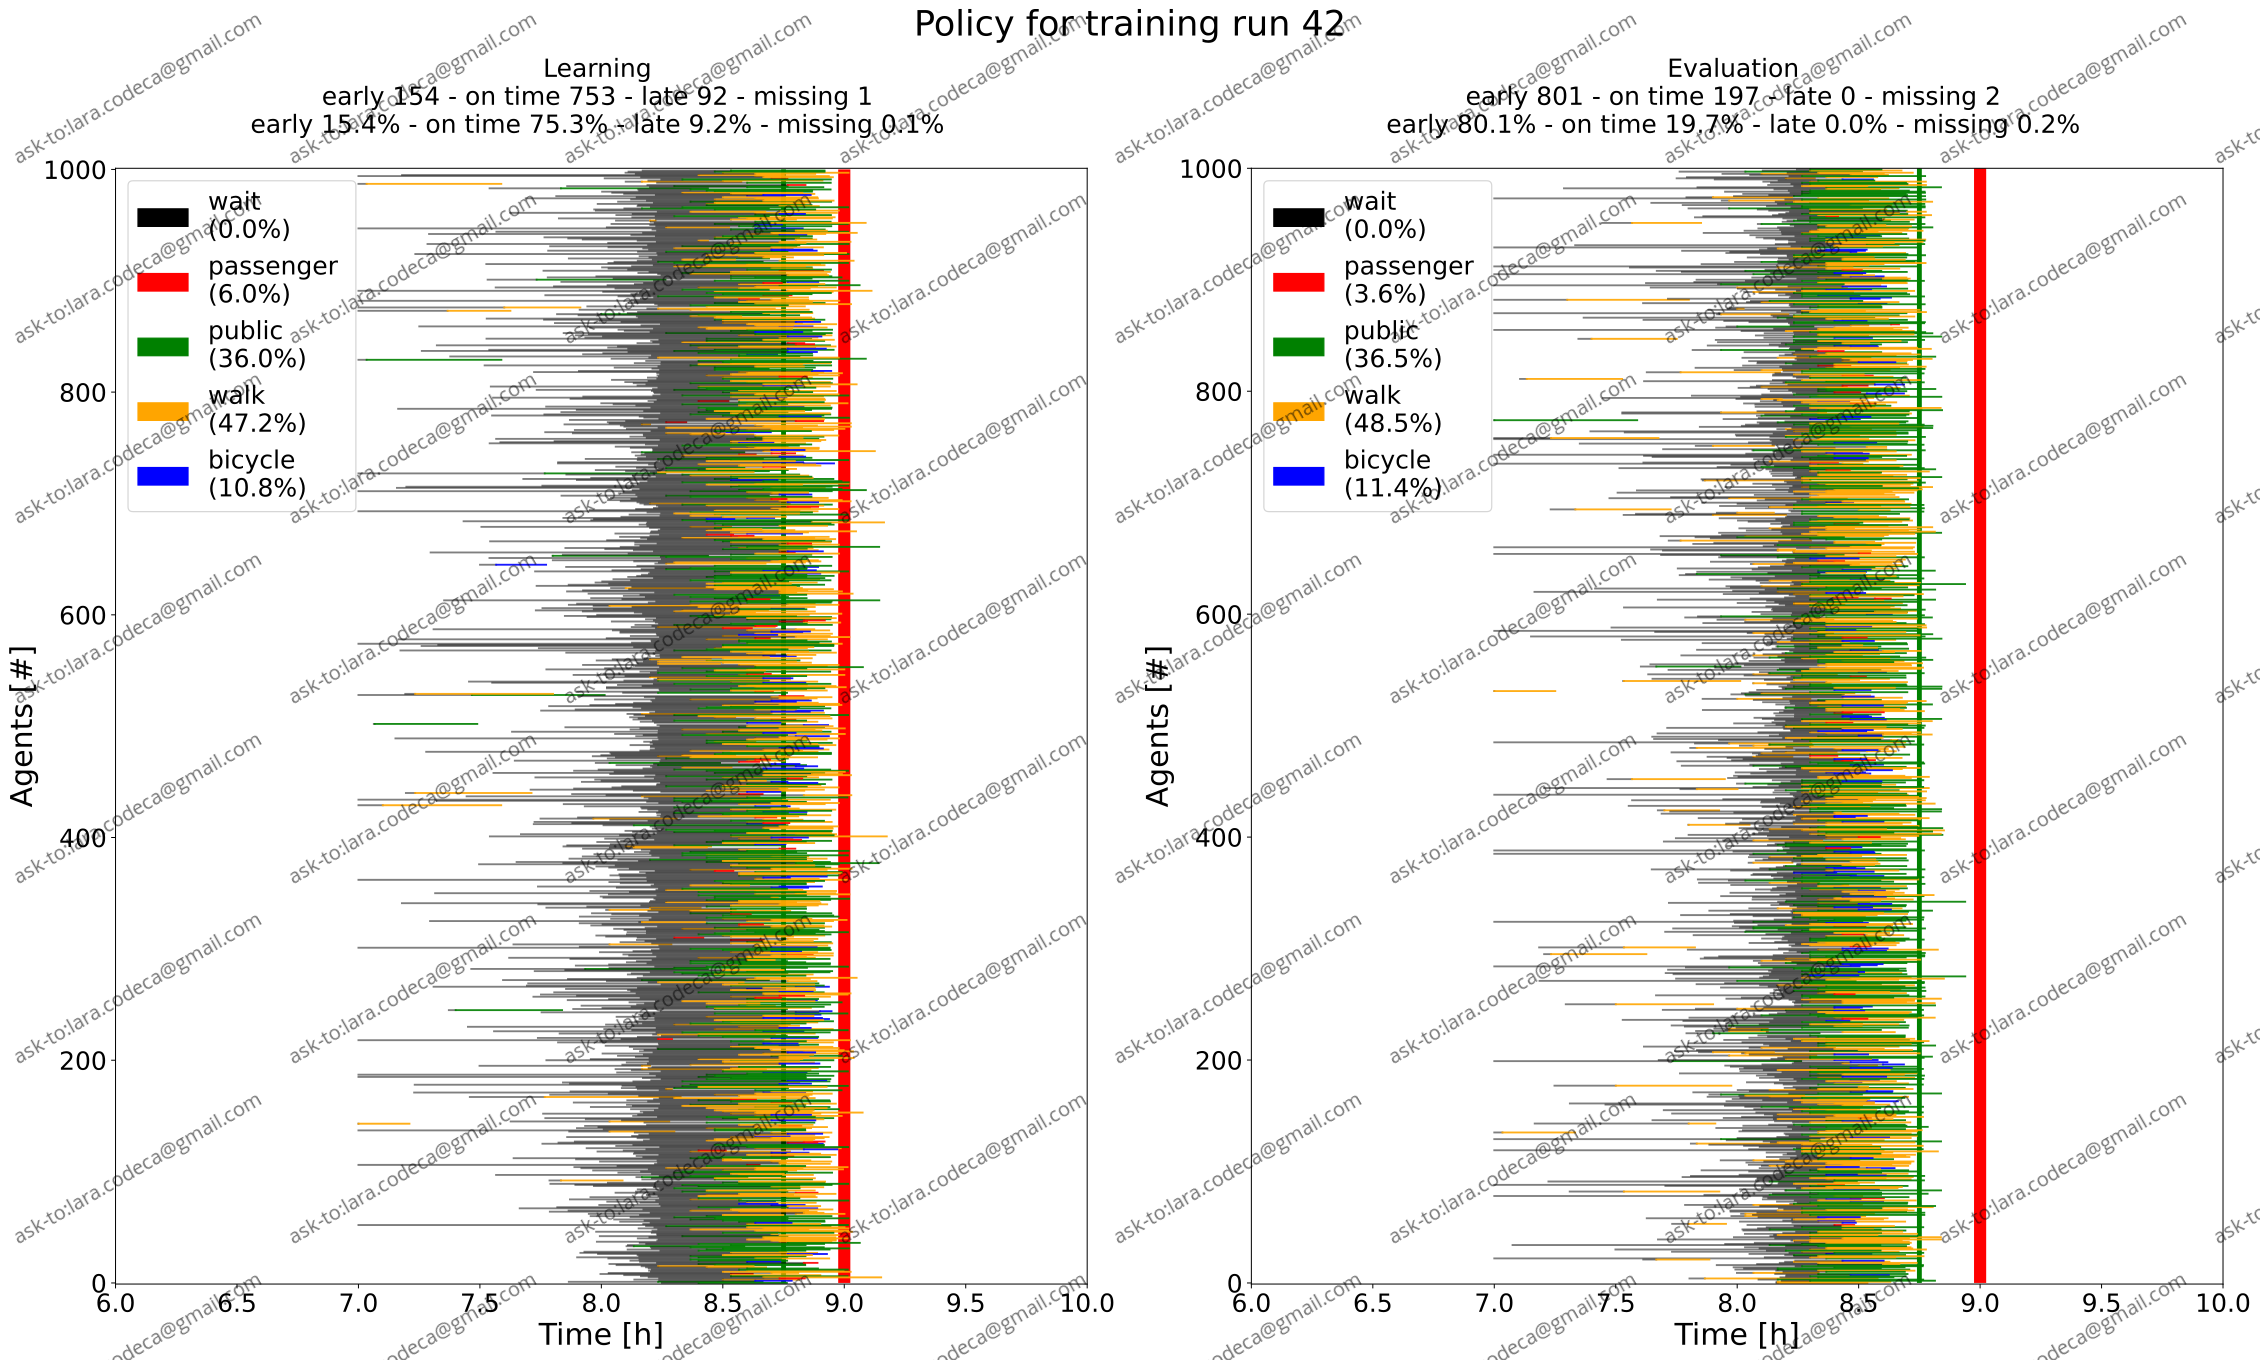 Policy for training run 42
Learning
early 154 - on time 753 - late 92 - missing 1
early 15.4% - on time 75.3% - late 9.2% - missing 0.1%
1000
800
600
400
200
0
Agents [#]
wait
(0.0%)
passenger
(6.0%)
public
(36.0%)
walk
(47.2%)
bicycle
(10.8%)
6.0 6.5 7.0 7.5 8.0 8.5 9.0 9.5 10.0
Time [h]
Evaluation
early 801 - on time 197 - late 0 - missing 2
early 80.1% - on time 19.7% - late 0.0% - missing 0.2%
1000
800
600
400
200
0
Agents [#]
wait
(0.0%)
passenger
(3.6%)
public
(36.5%)
walk
(48.5%)
bicycle
(11.4%)
6.0 6.5 7.0 7.5 8.0 8.5 9.0 9.5 10.0
Time [h]
ask-to:lara.codeca@gmail.com